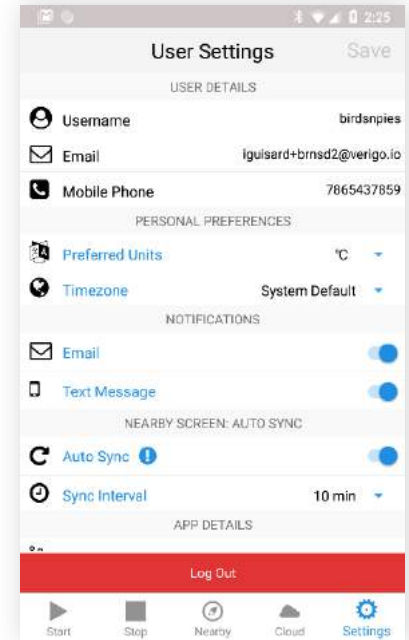 2:25
User Settings Save
USER DETAILS
Username birdsnpies
Email iguisard+brnsd2@verigo.io
Mobile Phone 7865437859
PERSONAL PREFERENCES
Preferred Units °C
Timezone System Default
NOTIFICATIONS
Email
Text Message
NEARBY SCREEN: AUTO SYNC
Auto Sync
Sync Interval 10 min
APP DETAILS
Log Out
Start Stop Nearby Cloud Settings